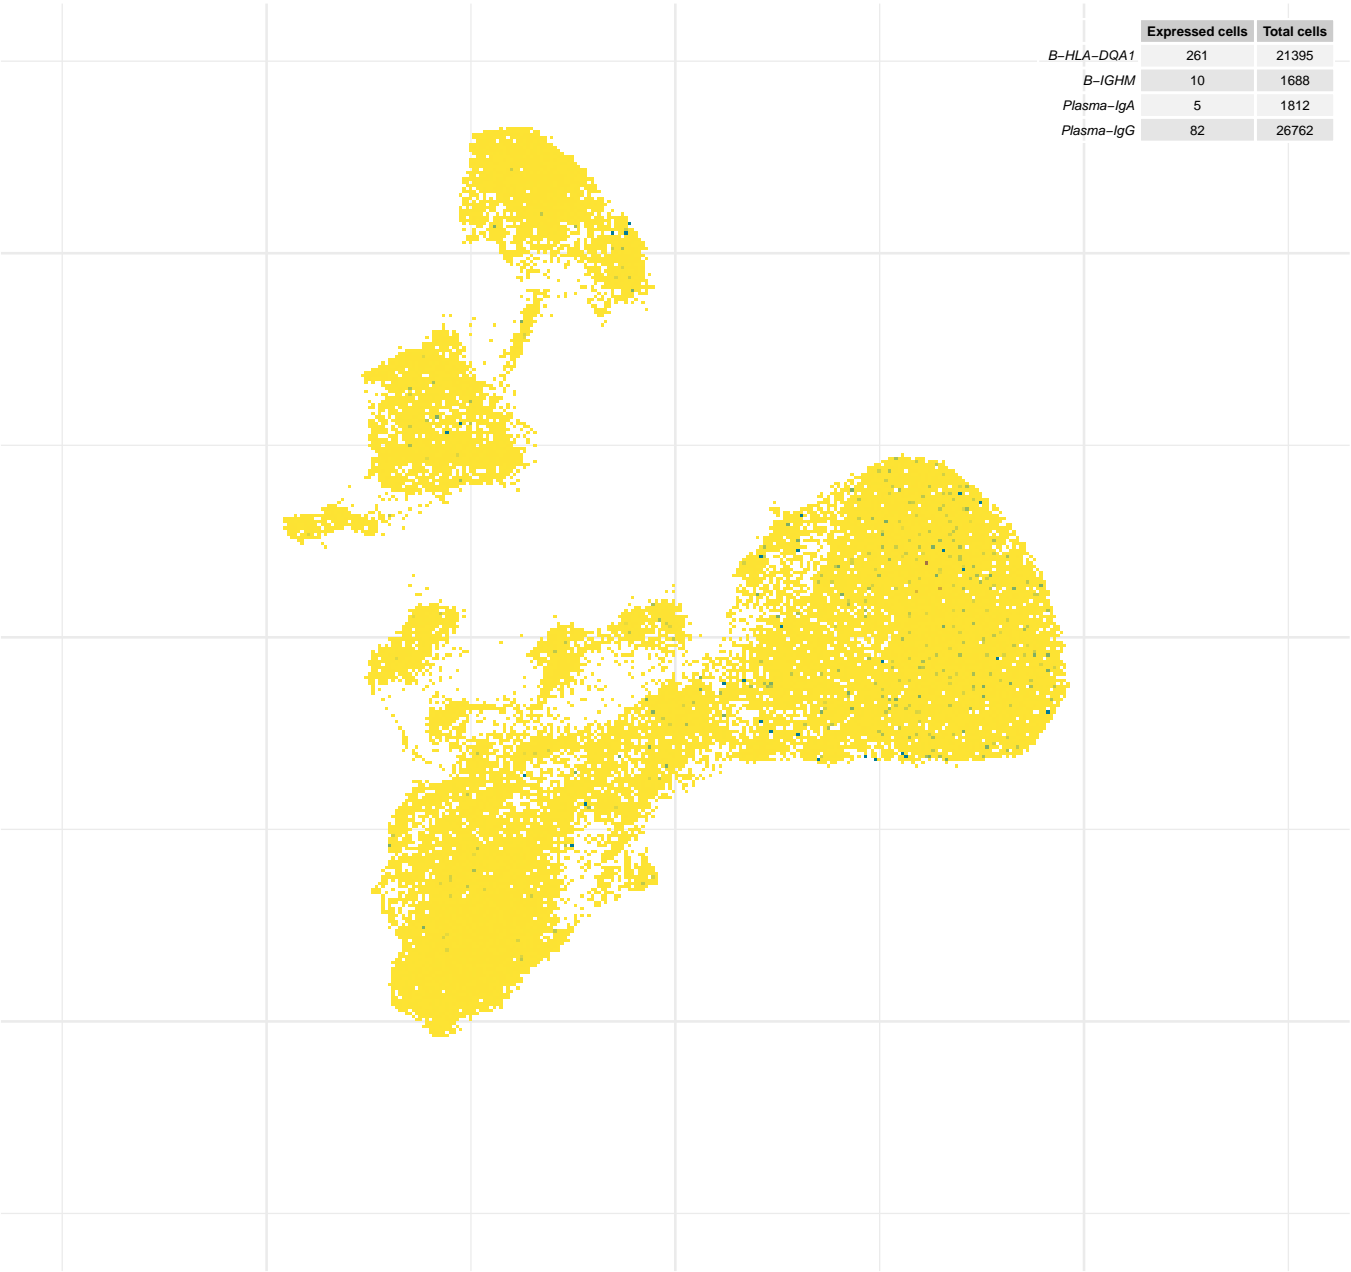 Expressed cells Total cells
B−HLA−DQA1 261 21395
B−IGHM 10 1688
Plasma−IgA 5 1812
Plasma−IgG 82 26762